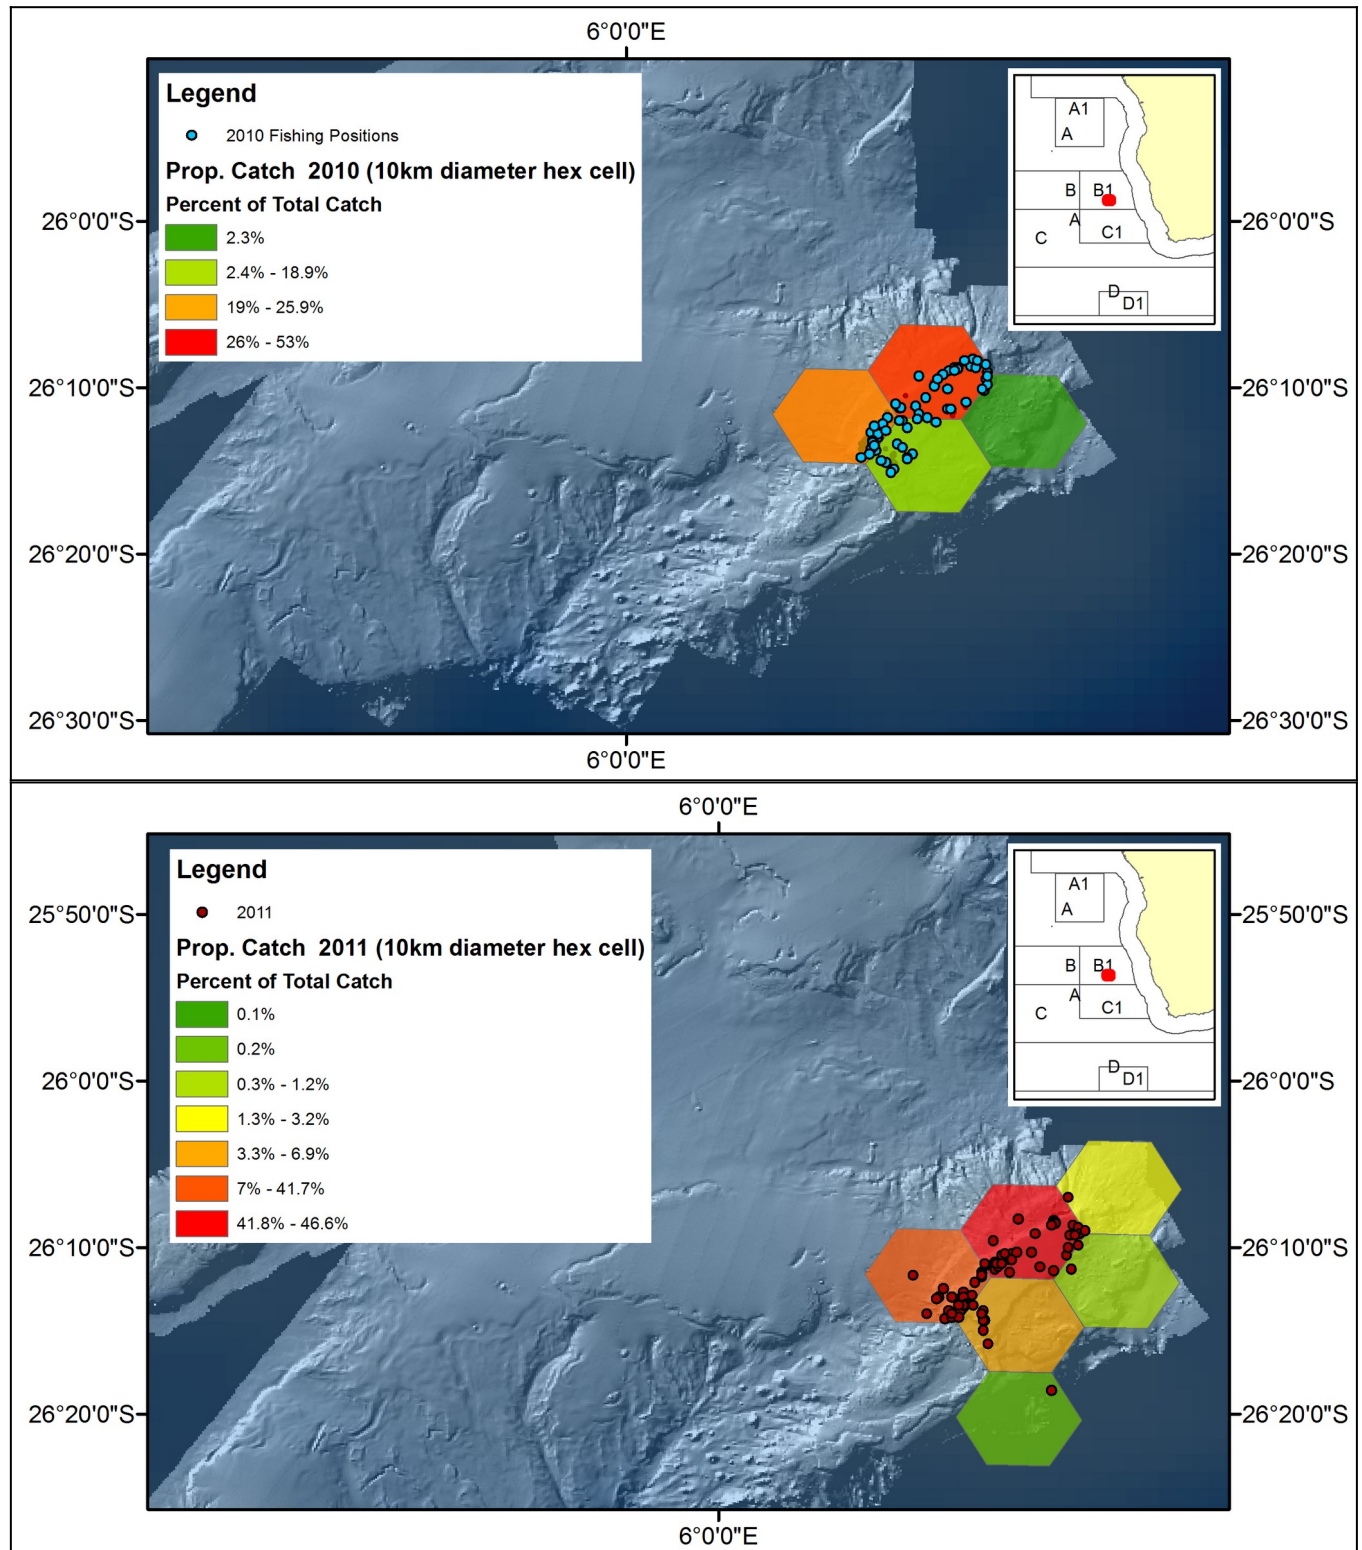 6°0'0"E
Legend
2010 Fishing Positions
Prop. Catch 2010 (10km diameter hex cell)
Percent of Total Catch
2.3%
2.4% - 18.9%
19% - 25.9%
26% - 53%
A1
A
B B1
A
C C1
D
D1
26°0'0"S 26°0'0"S
26°10'0"S 26°10'0"S
26°20'0"S 26°20'0"S
26°30'0"S 26°30'0"S
6°0'0"E
6°0'0"E
Legend
2011
Prop. Catch 2011 (10km diameter hex cell)
Percent of Total Catch
0.1%
0.2%
0.3% - 1.2%
1.3% - 3.2%
3.3% - 6.9%
7% - 41.7%
41.8% - 46.6%
A1
A
B B1
A
C C1
D
D1
25°50'0"S 25°50'0"S
26°0'0"S 26°0'0"S
26°10'0"S 26°10'0"S
26°20'0"S 26°20'0"S
6°0'0"E